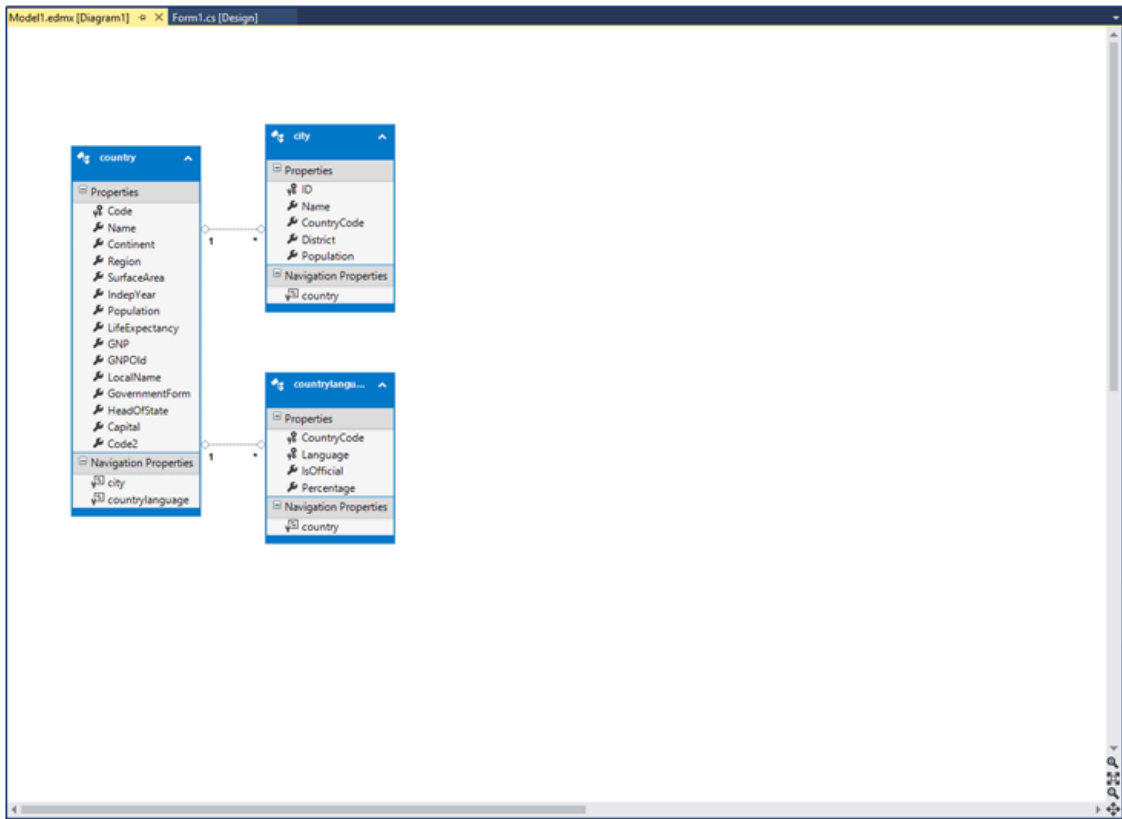 Model1.edmx [Diagram1] Form1.cs [Design]
country
Properties
Code
Name
Continent
Region
SurfaceArea
IndepYear
Population
LifeExpectancy
GNP
GNPOld
LocalName
GovernmentForm
HeadOfState
Capital
Code2
Navigation Properties
city
countrylanguage
1 *
1 *
city
Properties
ID
Name
CountryCode
District
Population
Navigation Properties
country
countrylangu...
Properties
CountryCode
Language
IsOfficial
Percentage
Navigation Properties
country